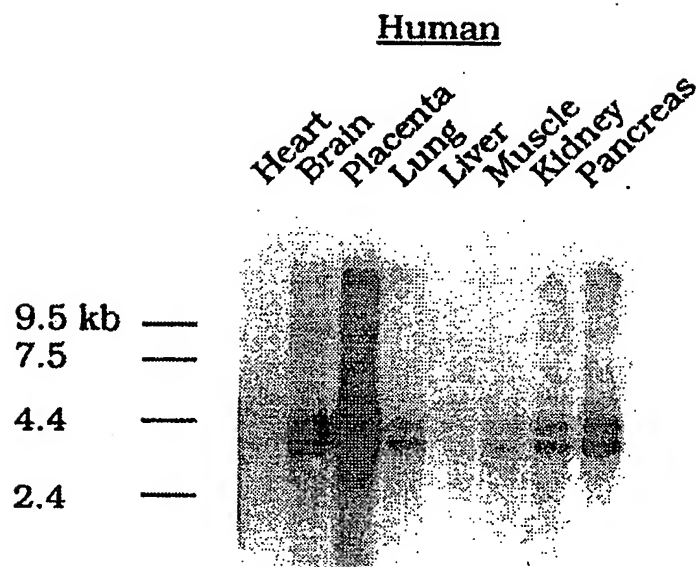 Human
Heart
Brain
Placenta
Lung
Liver
Muscle
Kidney
Pancreas
9.5 kb
7.5
4.4
2.4